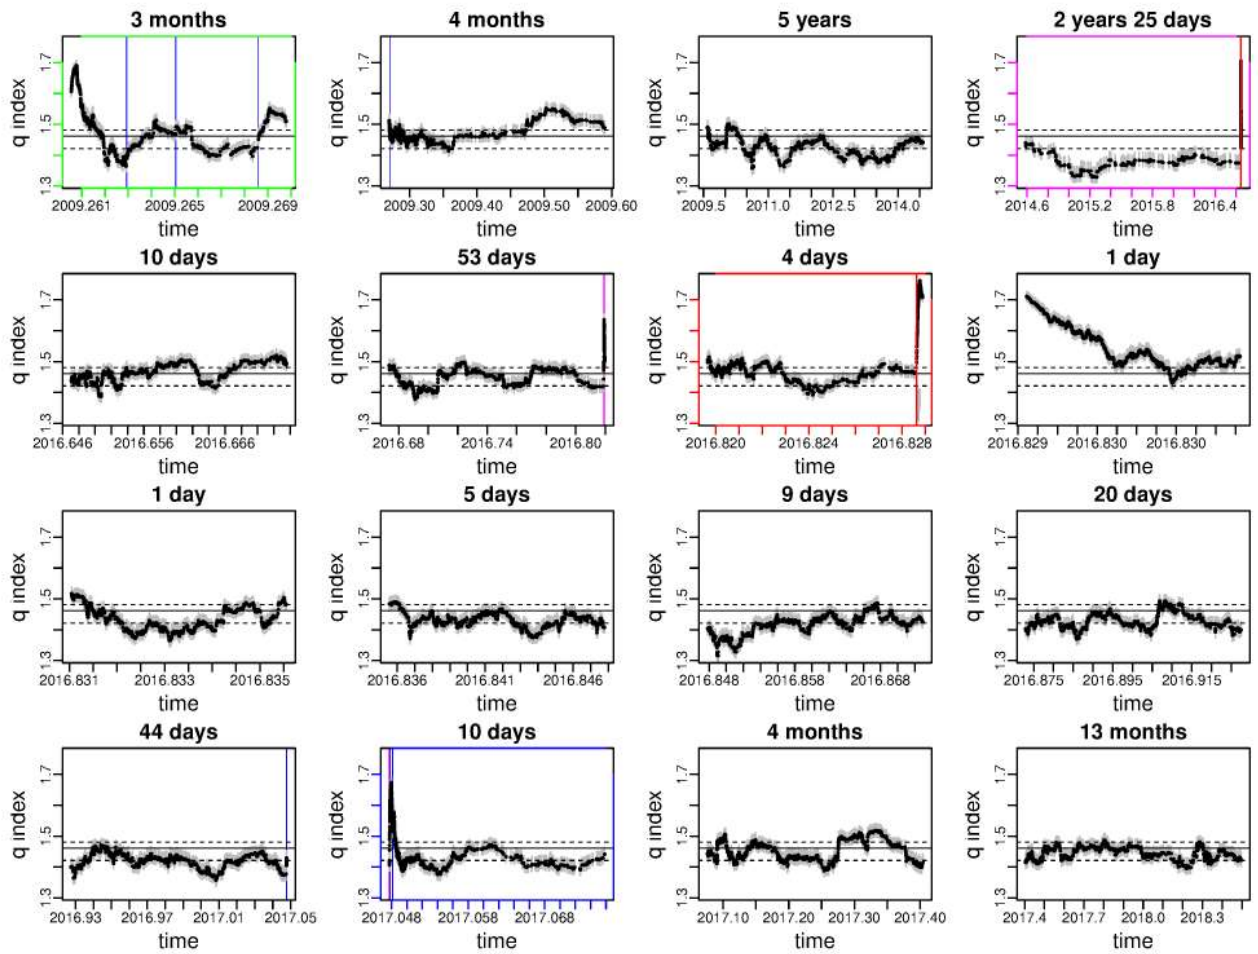 3 months
q index
1.3 1.5 1.7
2009.261 2009.265 2009.269
time
4 months
q index
1.3 1.5 1.7
2009.30 2009.40 2009.50 2009.60
time
5 years
q index
1.3 1.5 1.7
2009.5 2011.0 2012.5 2014.0
time
2 years 25 days
q index
1.3 1.5 1.7
2014.6 2015.2 2015.8 2016.4
time
10 days
q index
1.3 1.5 1.7
2016.646 2016.656 2016.666
time
53 days
q index
1.3 1.5 1.7
2016.68 2016.74 2016.80
time
4 days
q index
1.3 1.5 1.7
2016.820 2016.824 2016.828
time
1 day
q index
1.3 1.5 1.7
2016.829 2016.830 2016.830
time
1 day
q index
1.3 1.5 1.7
2016.831 2016.833 2016.835
time
5 days
q index
1.3 1.5 1.7
2016.836 2016.841 2016.846
time
9 days
q index
1.3 1.5 1.7
2016.848 2016.858 2016.868
time
20 days
q index
1.3 1.5 1.7
2016.875 2016.895 2016.915
time
44 days
q index
1.3 1.5 1.7
2016.93 2016.97 2017.01 2017.05
time
10 days
q index
1.3 1.5 1.7
2017.048 2017.058 2017.068
time
4 months
q index
1.3 1.5 1.7
2017.10 2017.20 2017.30 2017.40
time
13 months
q index
1.3 1.5 1.7
2017.4 2017.7 2018.0 2018.3
time